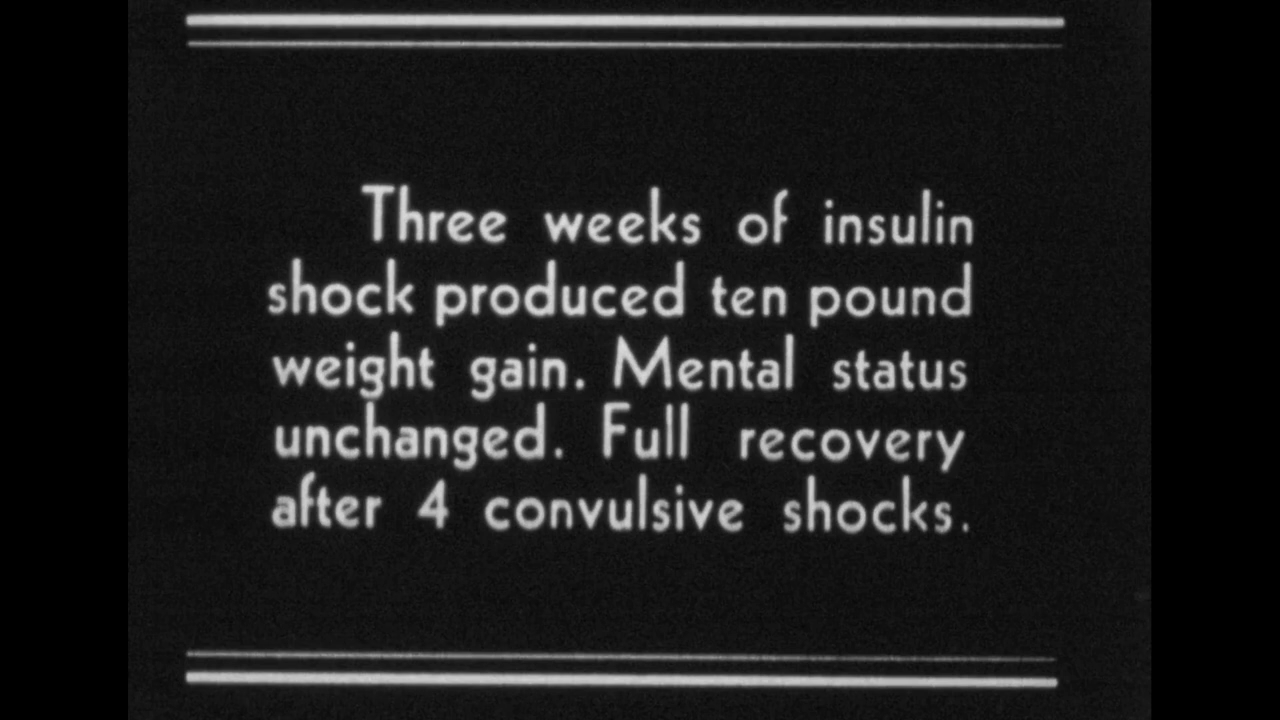 Three weeks of insulin
shock produced ten pound
weight gain. Mental status
unchanged. Full recovery
after 4 convulsive shocks.